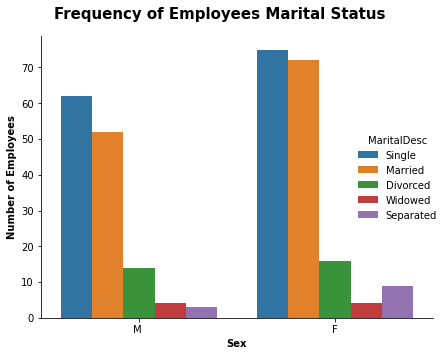 Frequency of Employees Marital Status
Number of Employees
70
60
50
40
30
20
10
0
M
F
Sex
MaritalDesc
Single
Married
Divorced
Widowed
Separated